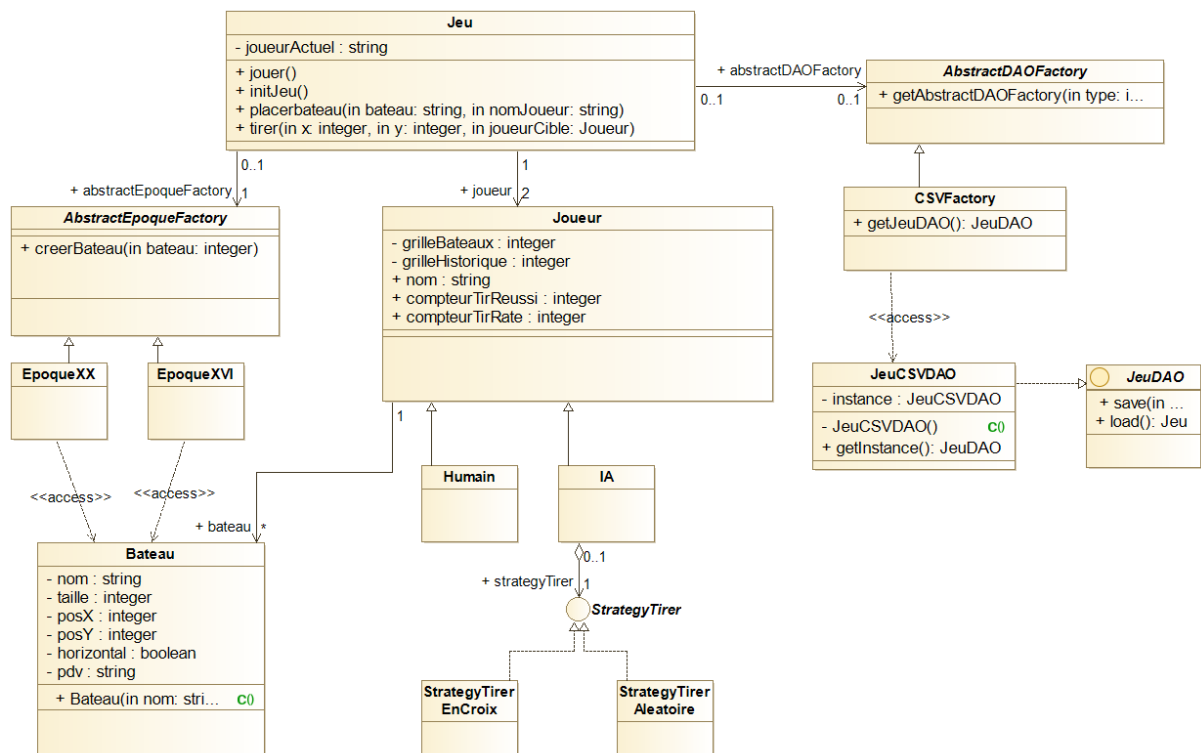 Jeu
- joueurActuel : string
+ jouer()
+ initJeu()
+ placerbateau(in bateau: string, in nomJoueur: string)
+ tirer(in x: integer, in y: integer, in joueurCible: Joueur)
+ abstractDAOFactory
0..1
0..1
AbstractDAOFactory
+ getAbstractDAOFactory(in type: i...
0..1
+ abstractEpoqueFactory
1
1
+ joueur
2
AbstractEpoqueFactory
+ creerBateau(in bateau: integer)
Joueur
- grilleBateaux : integer
- grilleHistorique : integer
+ nom : string
+ compteurTirReussi : integer
+ compteurTirRate : integer
CSVFactory
+ getJeuDAO(): JeuDAO
<<access>>
EpoqueXX
EpoqueXVI
JeuCSVDAO
- instance : JeuCSVDAO
- JeuCSVDAO() C()
+ getInstance(): JeuDAO
JeuDAO
+ save(in ...
+ load(): Jeu
1
Humain
IA
<<access>>
<<access>>
+ bateau
*
Bateau
- nom : string
- taille : integer
- posX : integer
- posY : integer
- horizontal : boolean
- pdv : string
+ Bateau(in nom: stri... C()
0..1
+ strategyTirer
1
StrategyTirer
StrategyTirer
EnCroix
StrategyTirer
Aleatoire